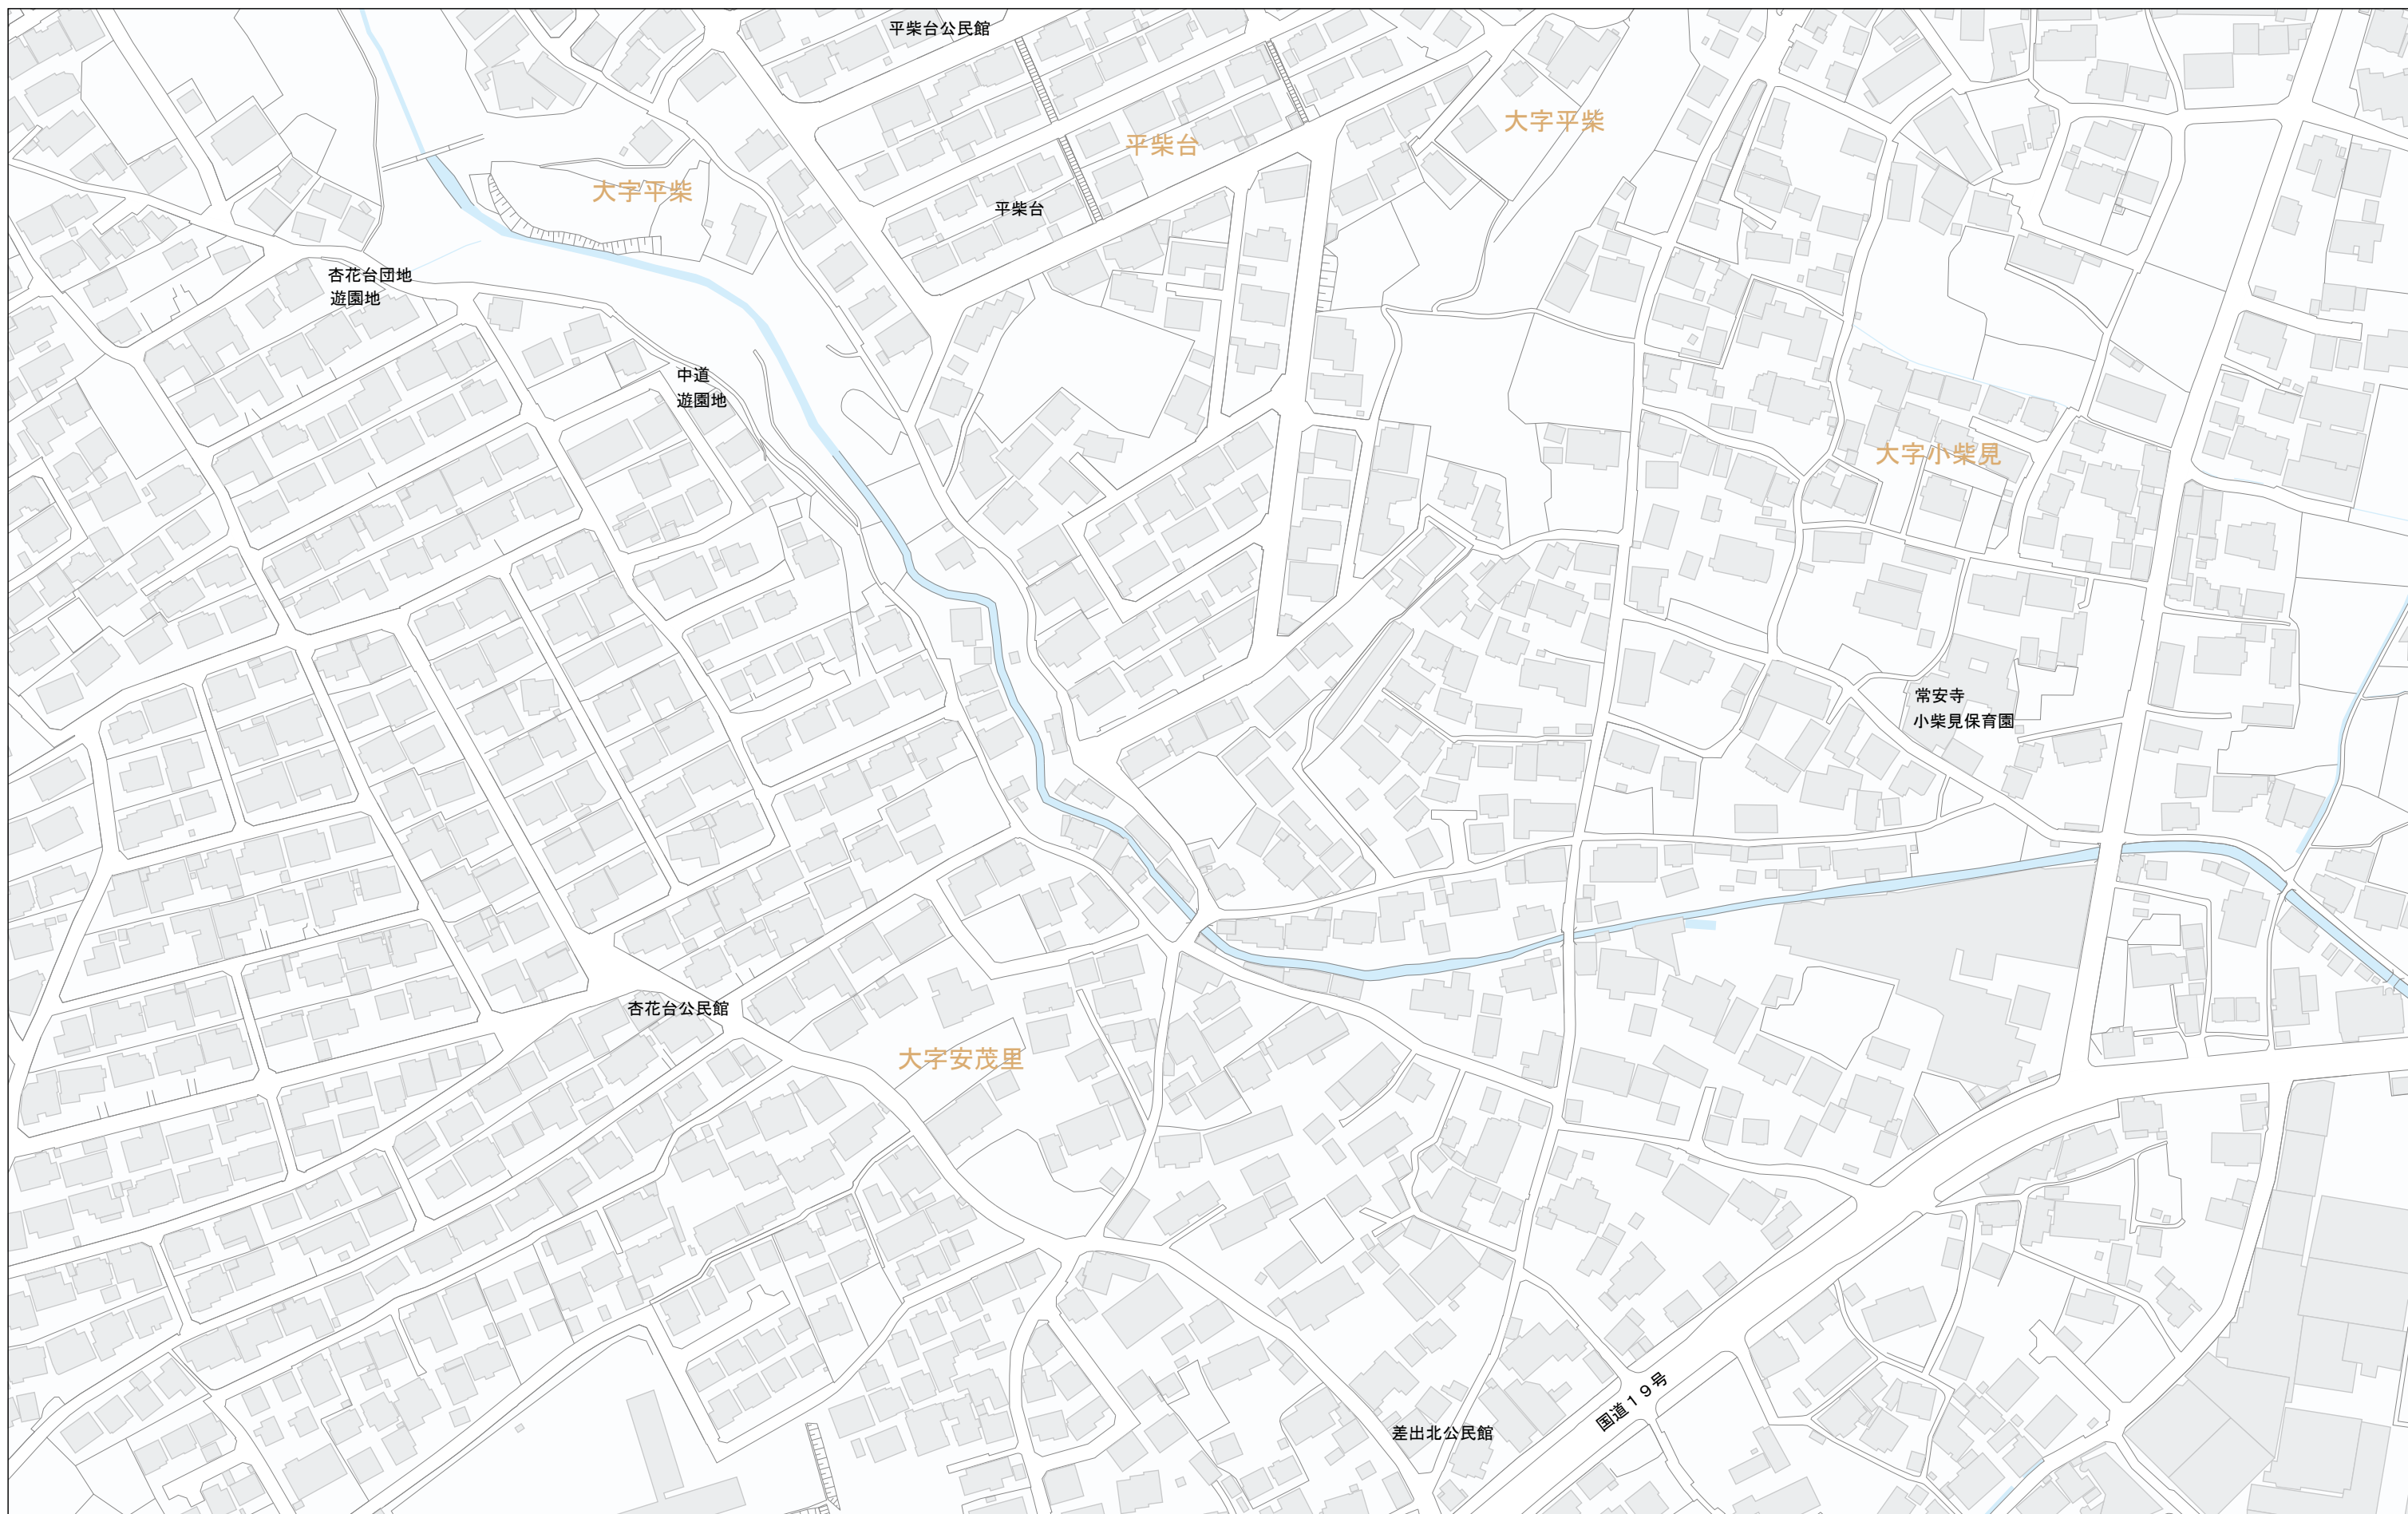 平柴台公民館
大字平柴
平柴台
大字平柴
平柴台
杏花台団地
遊園地
中道
遊園地
大字小柴見
常安寺
小柴見保育園
杏花台公民館
大字安茂里
国道19号
差出北公民館